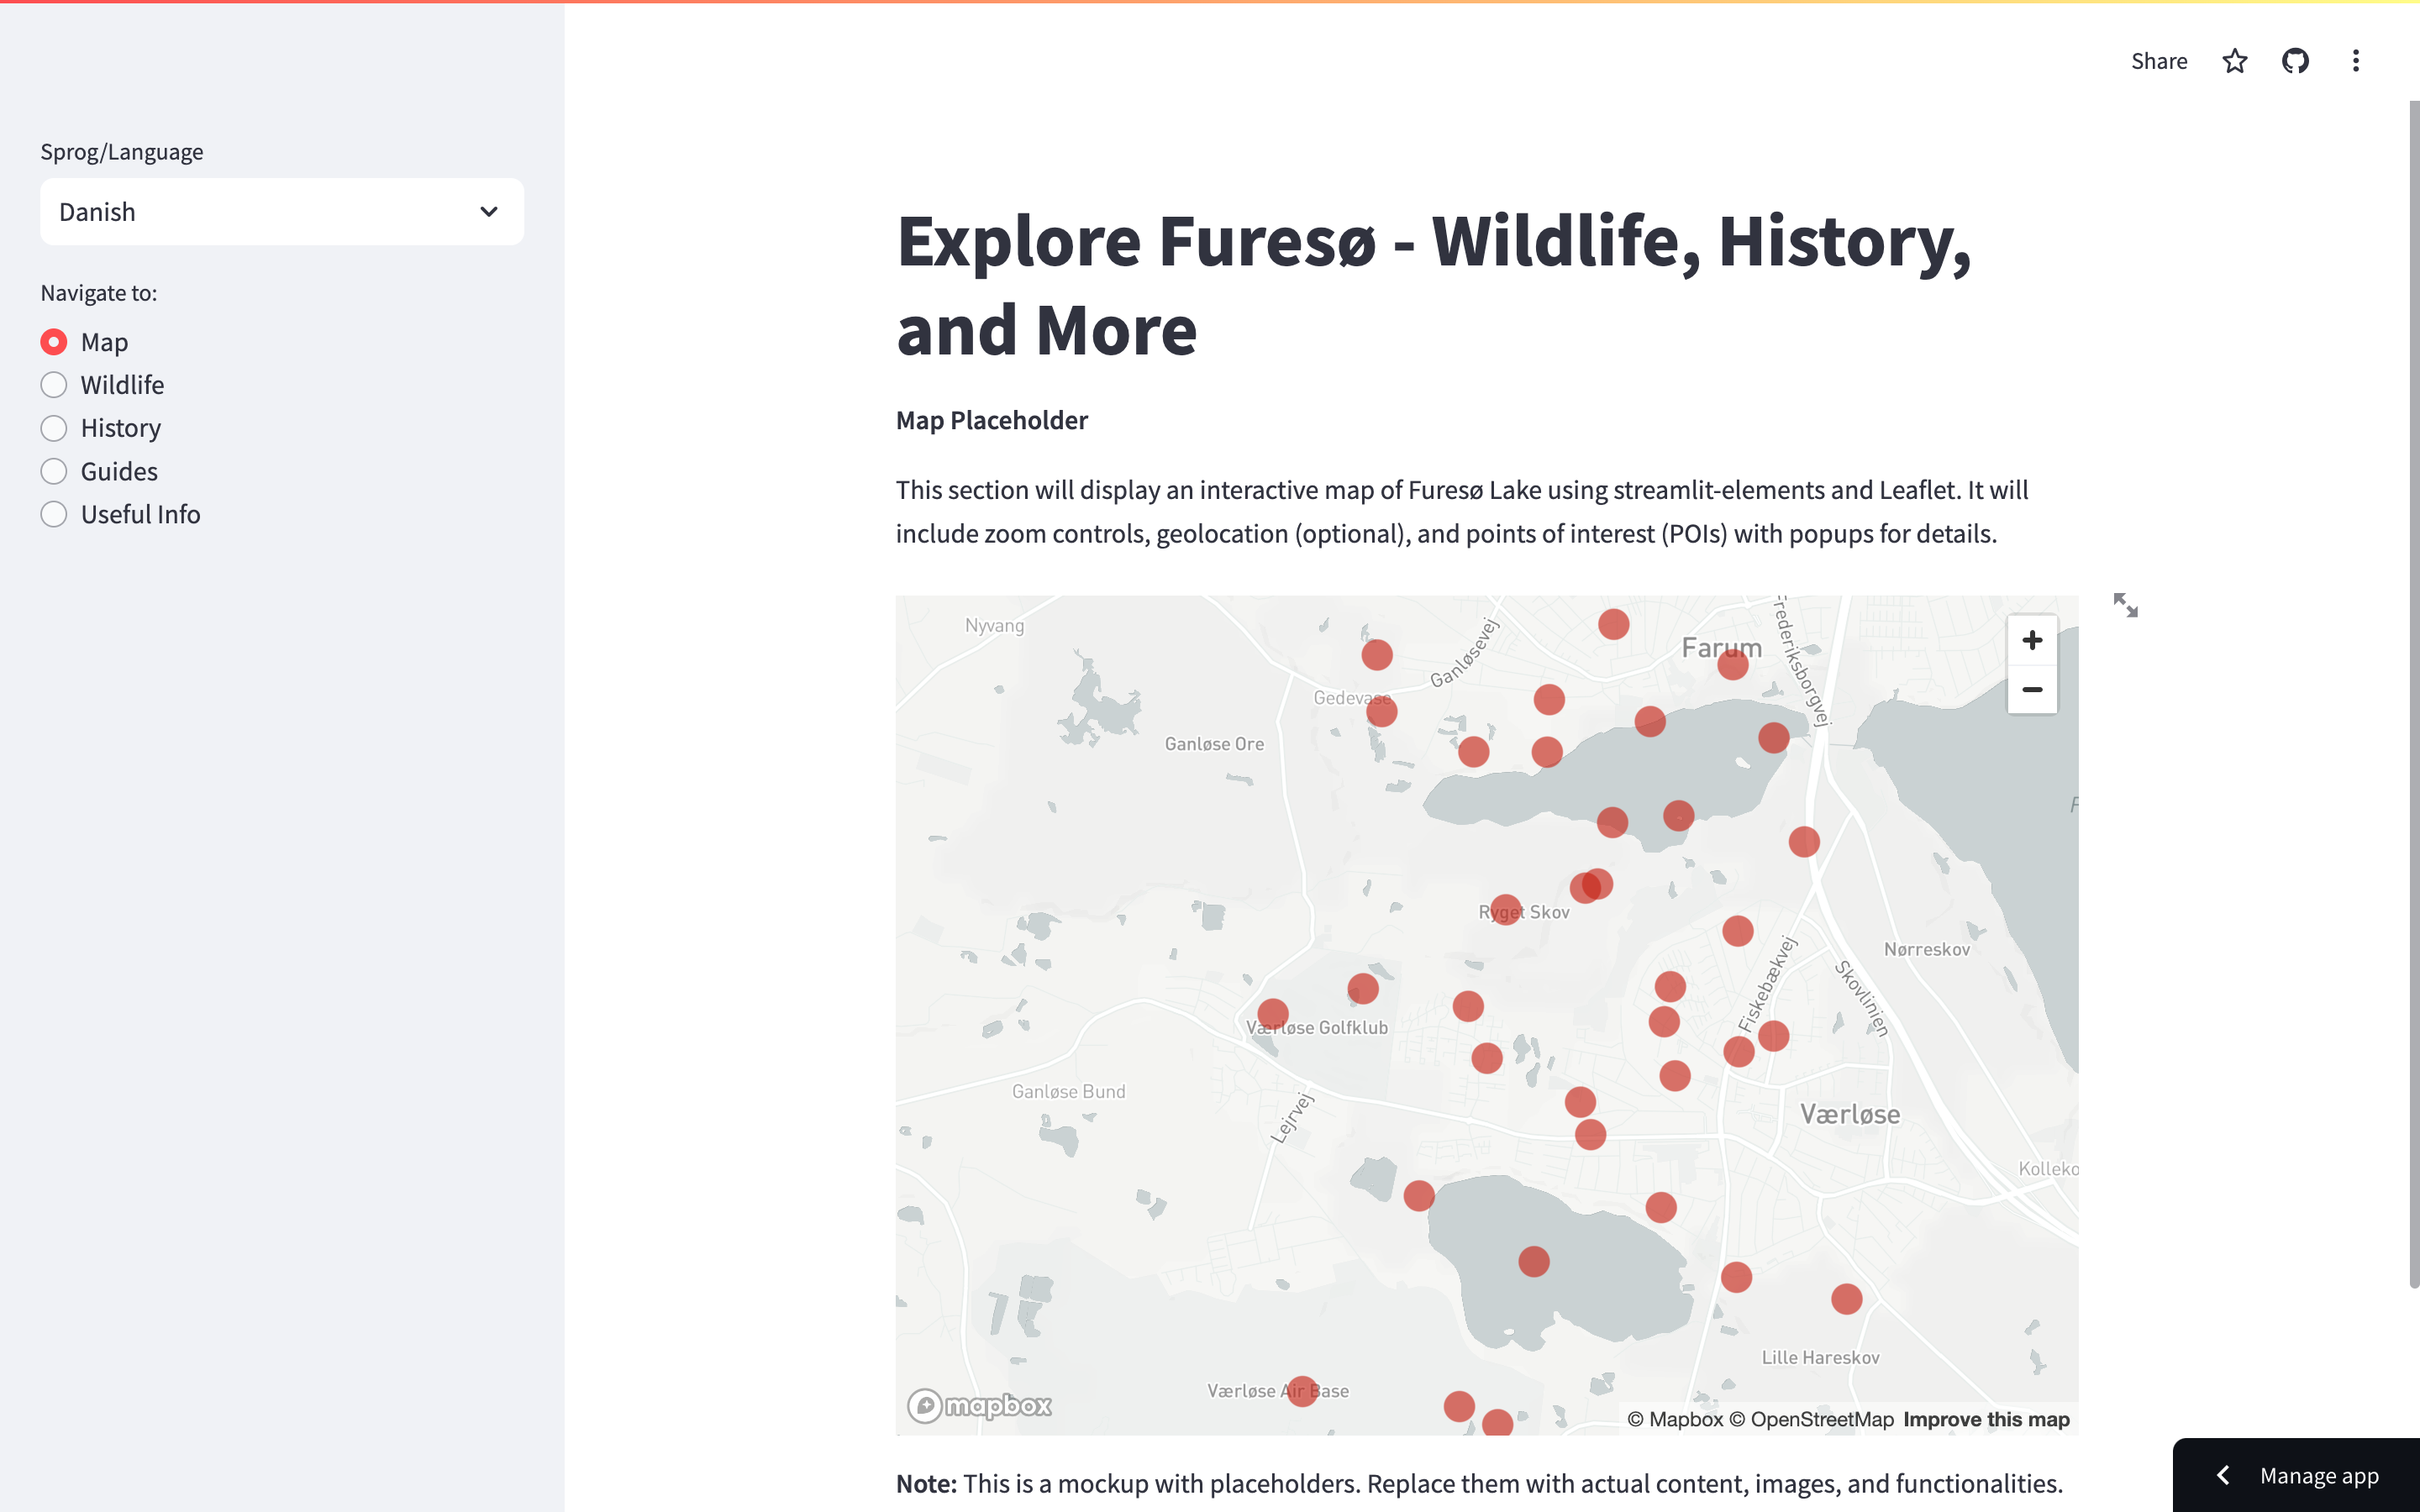 Share
Sprog/Language
Danish
Navigate to:
Map
Wildlife
History
Guides
Useful Info
Explore Furesø - Wildlife, History,
and More
Map Placeholder
This section will display an interactive map of Furesø Lake using streamlit-elements and Leaflet. It will
include zoom controls, geolocation (optional), and points of interest (POIs) with popups for details.
Nyvang
Ganløsevej
Farum
Frederiksborgvej
Gedevase
Ganløse Ore
F
Ryget Skov
Nørreskov
Fiskebækvej
Skovlinien
Værløse Golfklub
Ganløse Bund
Lejrvej
Værløse
Kolleko
Lille Hareskov
Værløse Air Base
mapbox
© Mapbox © OpenStreetMap Improve this map
Note: This is a mockup with placeholders. Replace them with actual content, images, and functionalities.
Manage app